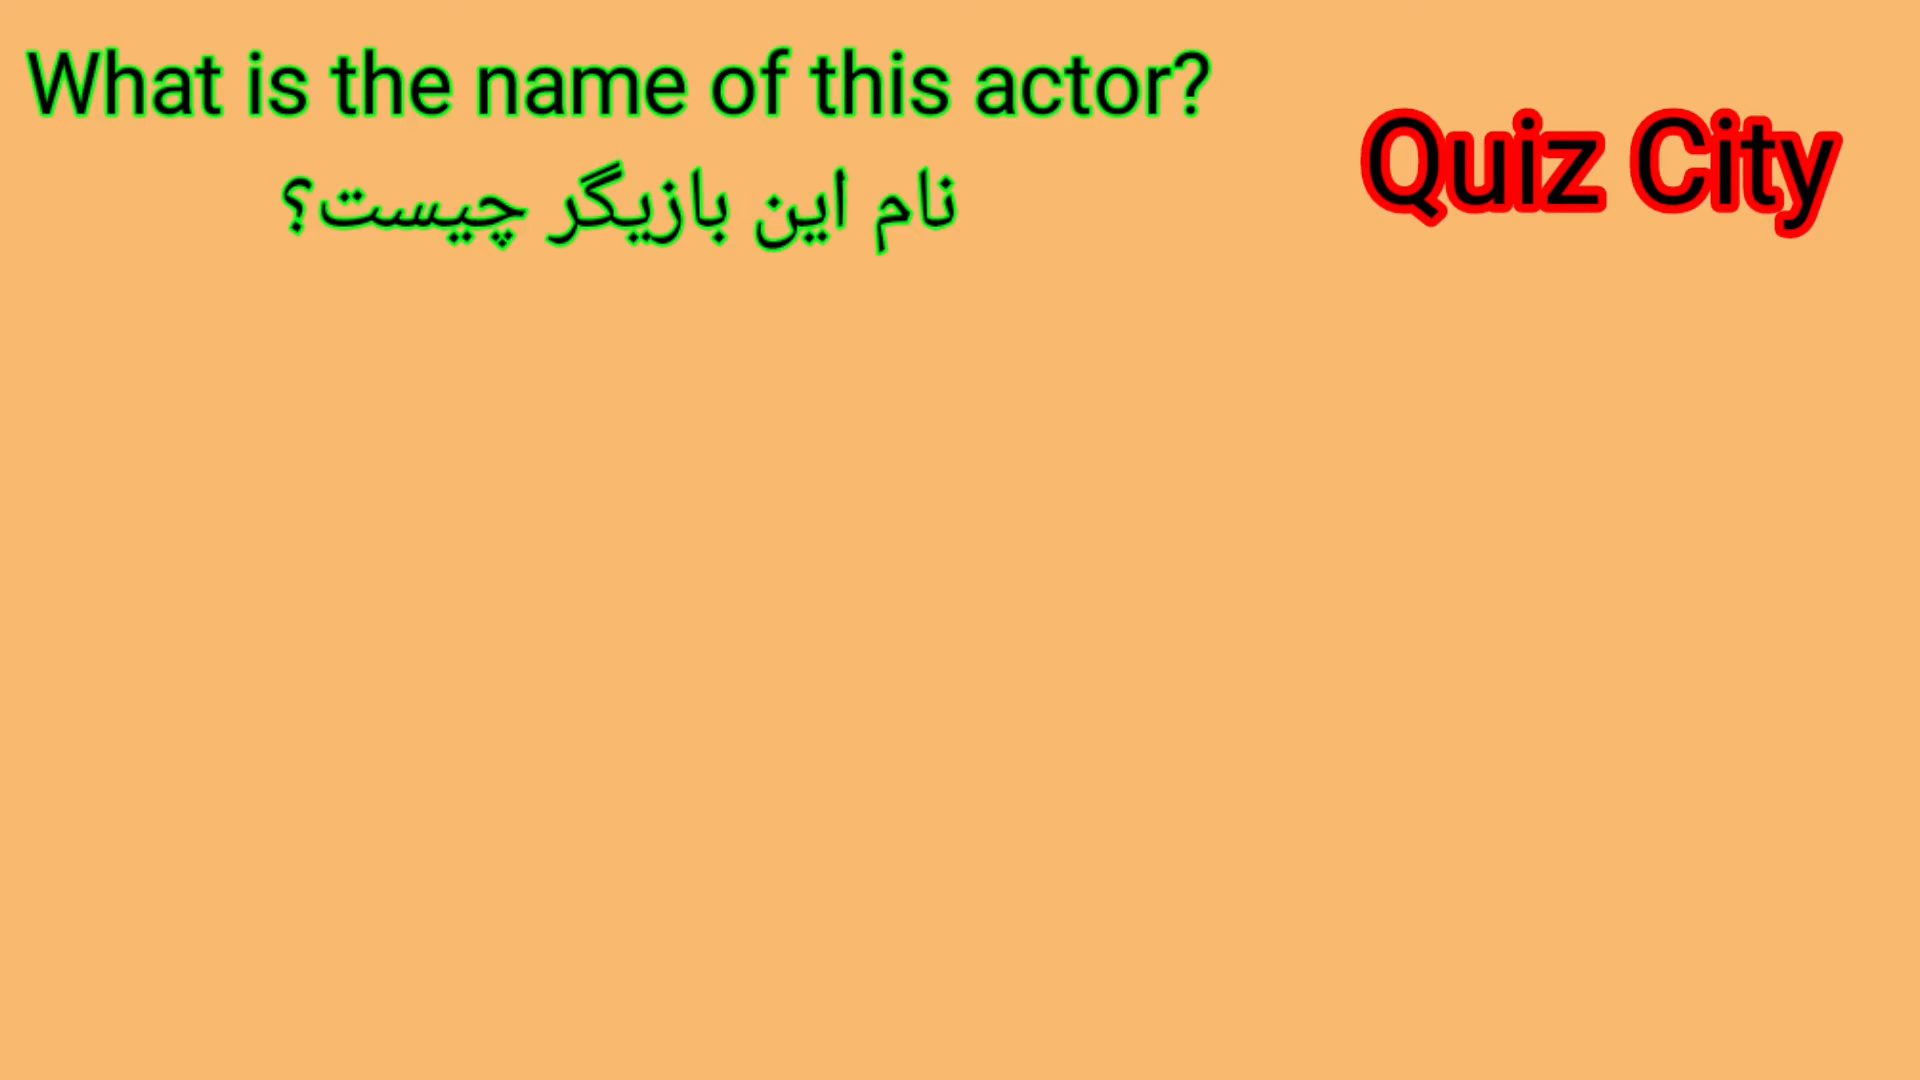 What is the name of this actor?
Quiz City
نام این بازیگر چیست؟